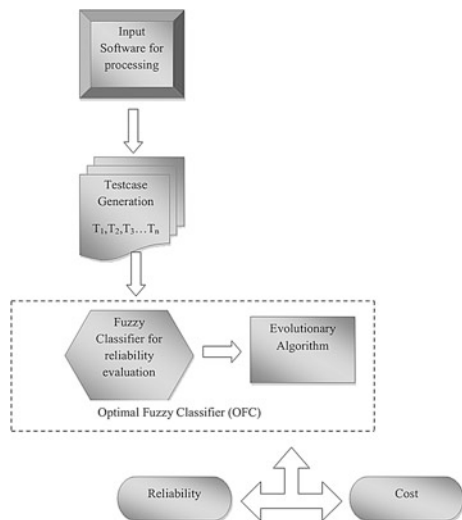 Input
Software for
processing
Testcase
Generation
T1,T2,T3…Tn
Fuzzy
Classifier for
reliability
evaluation
Evolutionary
Algorithm
Optimal Fuzzy Classifier (OFC)
Reliability
Cost